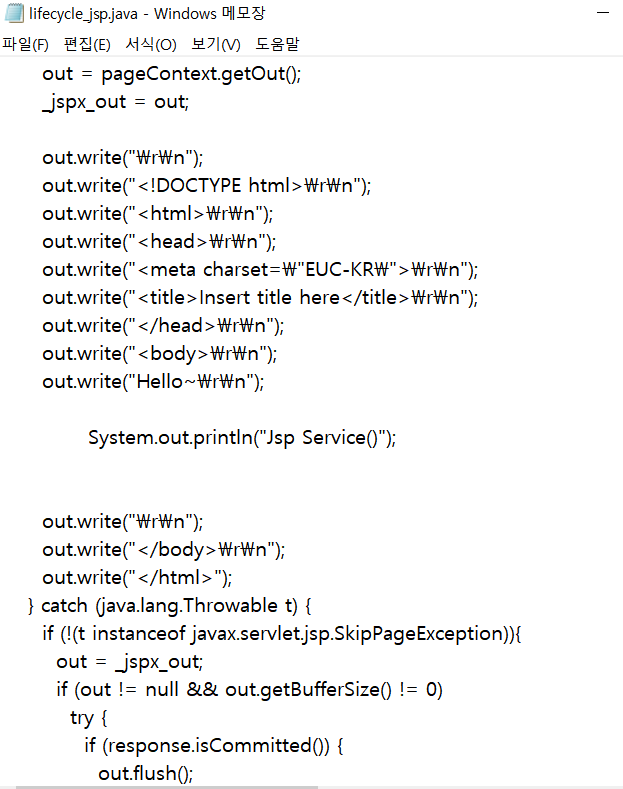 lifecycle_jsp.java - Windows 메모장
파일(F) 편집(E) 서식(O) 보기(V) 도움말
out = pageContext.getOut();
_jspx_out = out;
out.write("₩r₩n");
out.write("<!DOCTYPE html>₩r₩n");
out.write("<html>₩r₩n");
out.write("<head>₩r₩n");
out.write("<meta charset=₩"EUC-KR₩">₩r₩n");
out.write("<title>Insert title here</title>₩r₩n");
out.write("</head>₩r₩n");
out.write("<body>₩r₩n");
out.write("Hello~₩r₩n");
System.out.println("Jsp Service()");
out.write("₩r₩n");
out.write("</body>₩r₩n");
out.write("</html>");
} catch (java.lang.Throwable t) {
if (!(t instanceof javax.servlet.jsp.SkipPageException)){
out = _jspx_out;
if (out != null && out.getBufferSize() != 0)
try {
if (response.isCommitted()) {
out.flush();